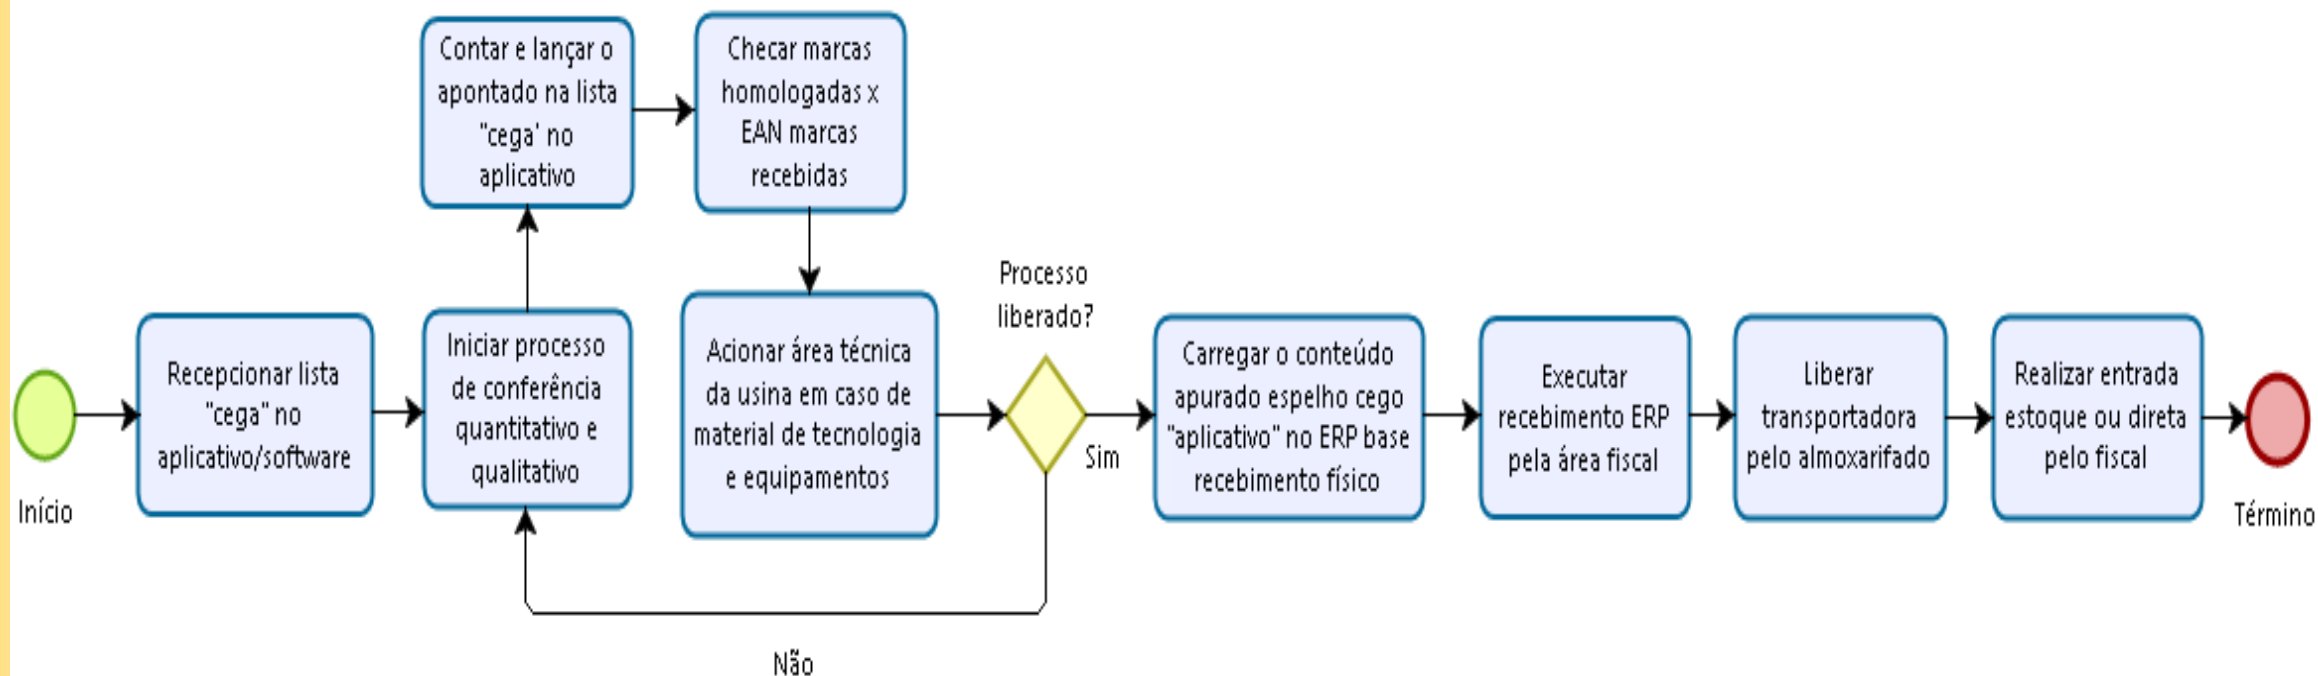 Contar e lançar o
apontado na lista
"cega' no
aplicativo
Checar marcas
homologadas x
EAN marcas
recebidas
Processo
liberado?
Recepcionar lista
"cega" no
aplicativo/software
Iniciar processo
de conferência
quantitativo e
qualitativo
Acionar área técnica
da usina em caso de
material de tecnologia
e equipamentos
Sim
Carregar o conteúdo
apurado espelho cego
"aplicativo" no ERP base
recebimento físico
Executar
recebimento ERP
pela área fiscal
Liberar
transportadora
pelo almoxarifado
Realizar entrada
estoque ou direta
pelo fiscal
Início
Término
Não